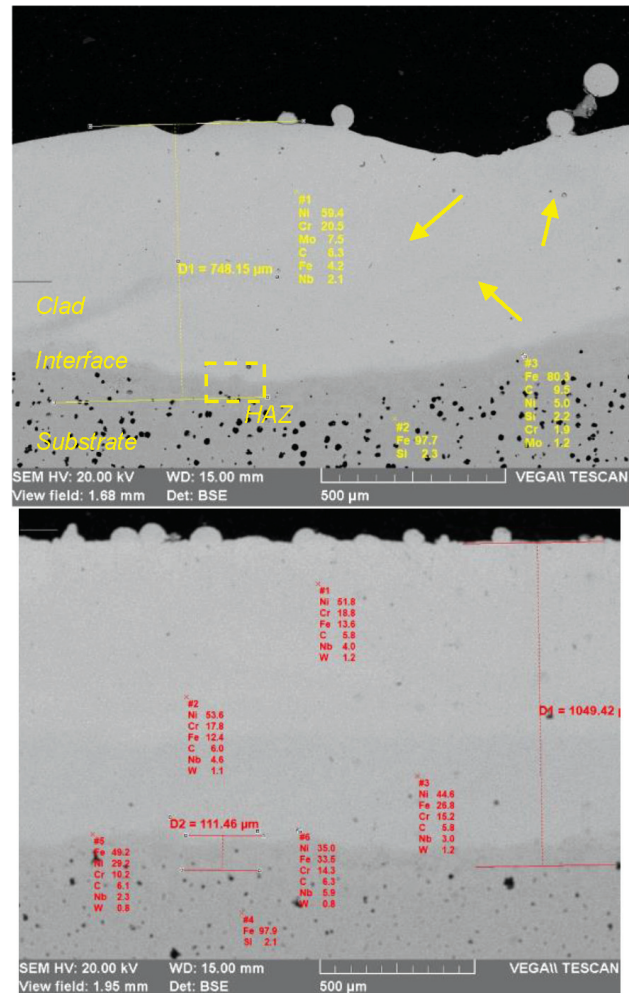 #1
Ni 59.4
Cr 20.5
Mo 7.5
C 6.3
Fe 4.2
Nb 2.1
D1 = 748.15 µm
Clad
Interface
HAZ
Substrate
#3
Fe 80.3
C 9.5
Ni 5.0
Si 2.2
Cr 1.9
Mo 1.2
#2
Fe 97.7
Si 2.3
SEM HV: 20.00 kV WD: 15.00 mm VEGA\\ TESCAN
View field: 1.68 mm Det: BSE 500 µm
#1
Ni 51.8
Cr 18.8
Fe 13.6
C 5.8
Nb 4.0
W 1.2
#2
Ni 53.6
Cr 17.8
Fe 12.4
C 6.0
Nb 4.6
W 1.1
D1 = 1049.42
#3
Ni 44.6
Fe 26.8
Cr 15.2
C 5.8
Nb 3.0
W 1.2
D2 = 111.46 µm
#5
Fe 49.2
Ni 29.2
Cr 10.2
C 6.1
Nb 2.3
W 0.8
#6
Ni 35.0
Fe 33.6
Cr 14.3
C 6.3
Nb 5.9
W 0.8
#4
Fe 97.9
Si 2.1
SEM HV: 20.00 kV WD: 15.00 mm VEGA\\ TESCAN
View field: 1.95 mm Det: BSE 500 µm